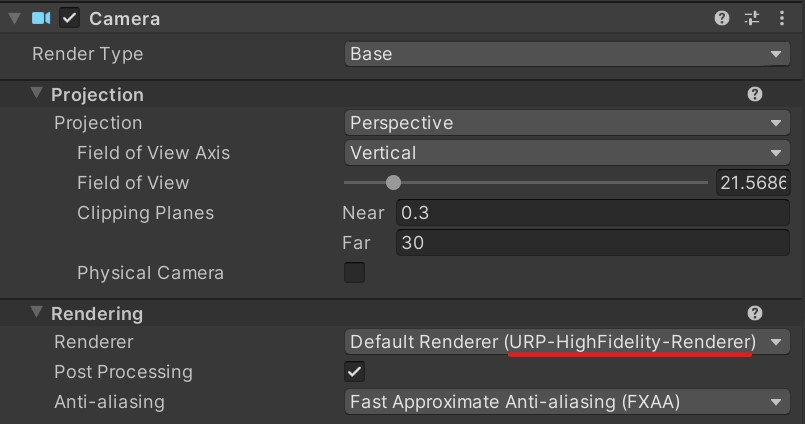 Camera
Render Type Base
Projection
Projection Perspective
Field of View Axis Vertical
Field of View 21.5686
Clipping Planes Near 0.3
Far 30
Physical Camera
Rendering
Renderer Default Renderer (URP-HighFidelity-Renderer)
Post Processing
Anti-aliasing Fast Approximate Anti-aliasing (FXAA)